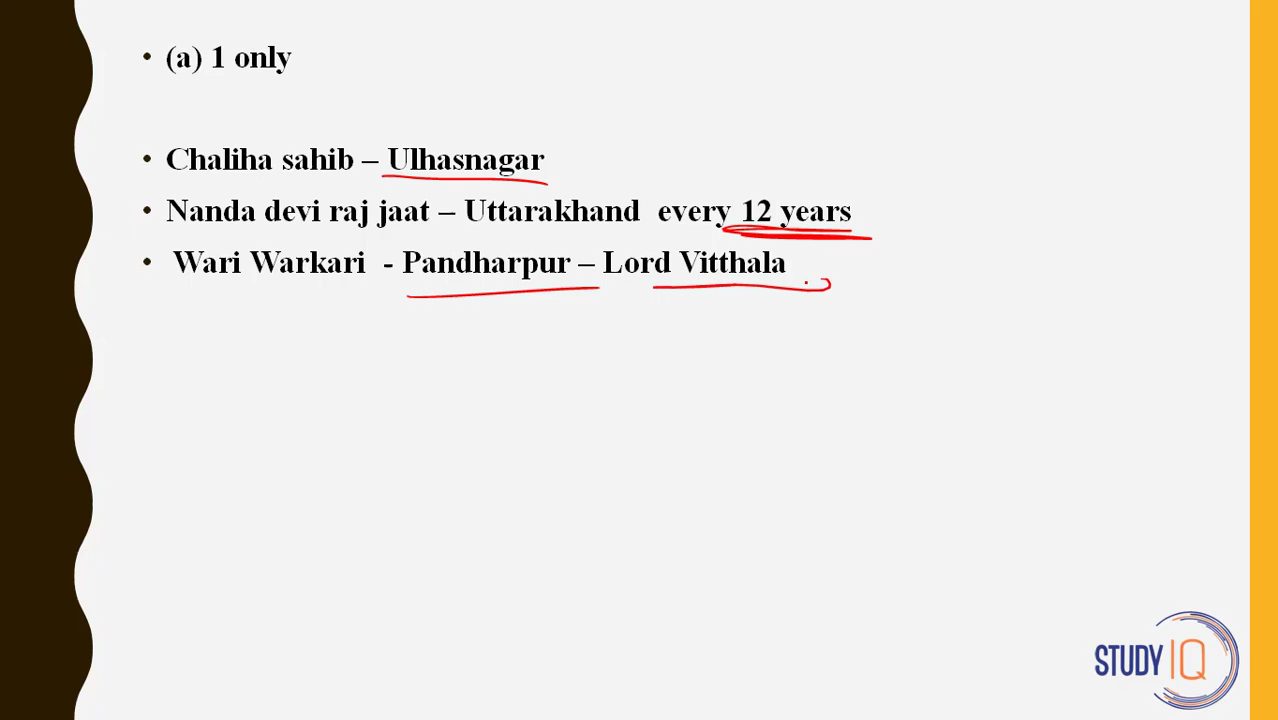 • (a) 1 only
• Chaliha sahib – Ulhasnagar
• Nanda devi raj jaat – Uttarakhand every 12 years
• Wari Warkari - Pandharpur – Lord Vitthala
STUDY IQ